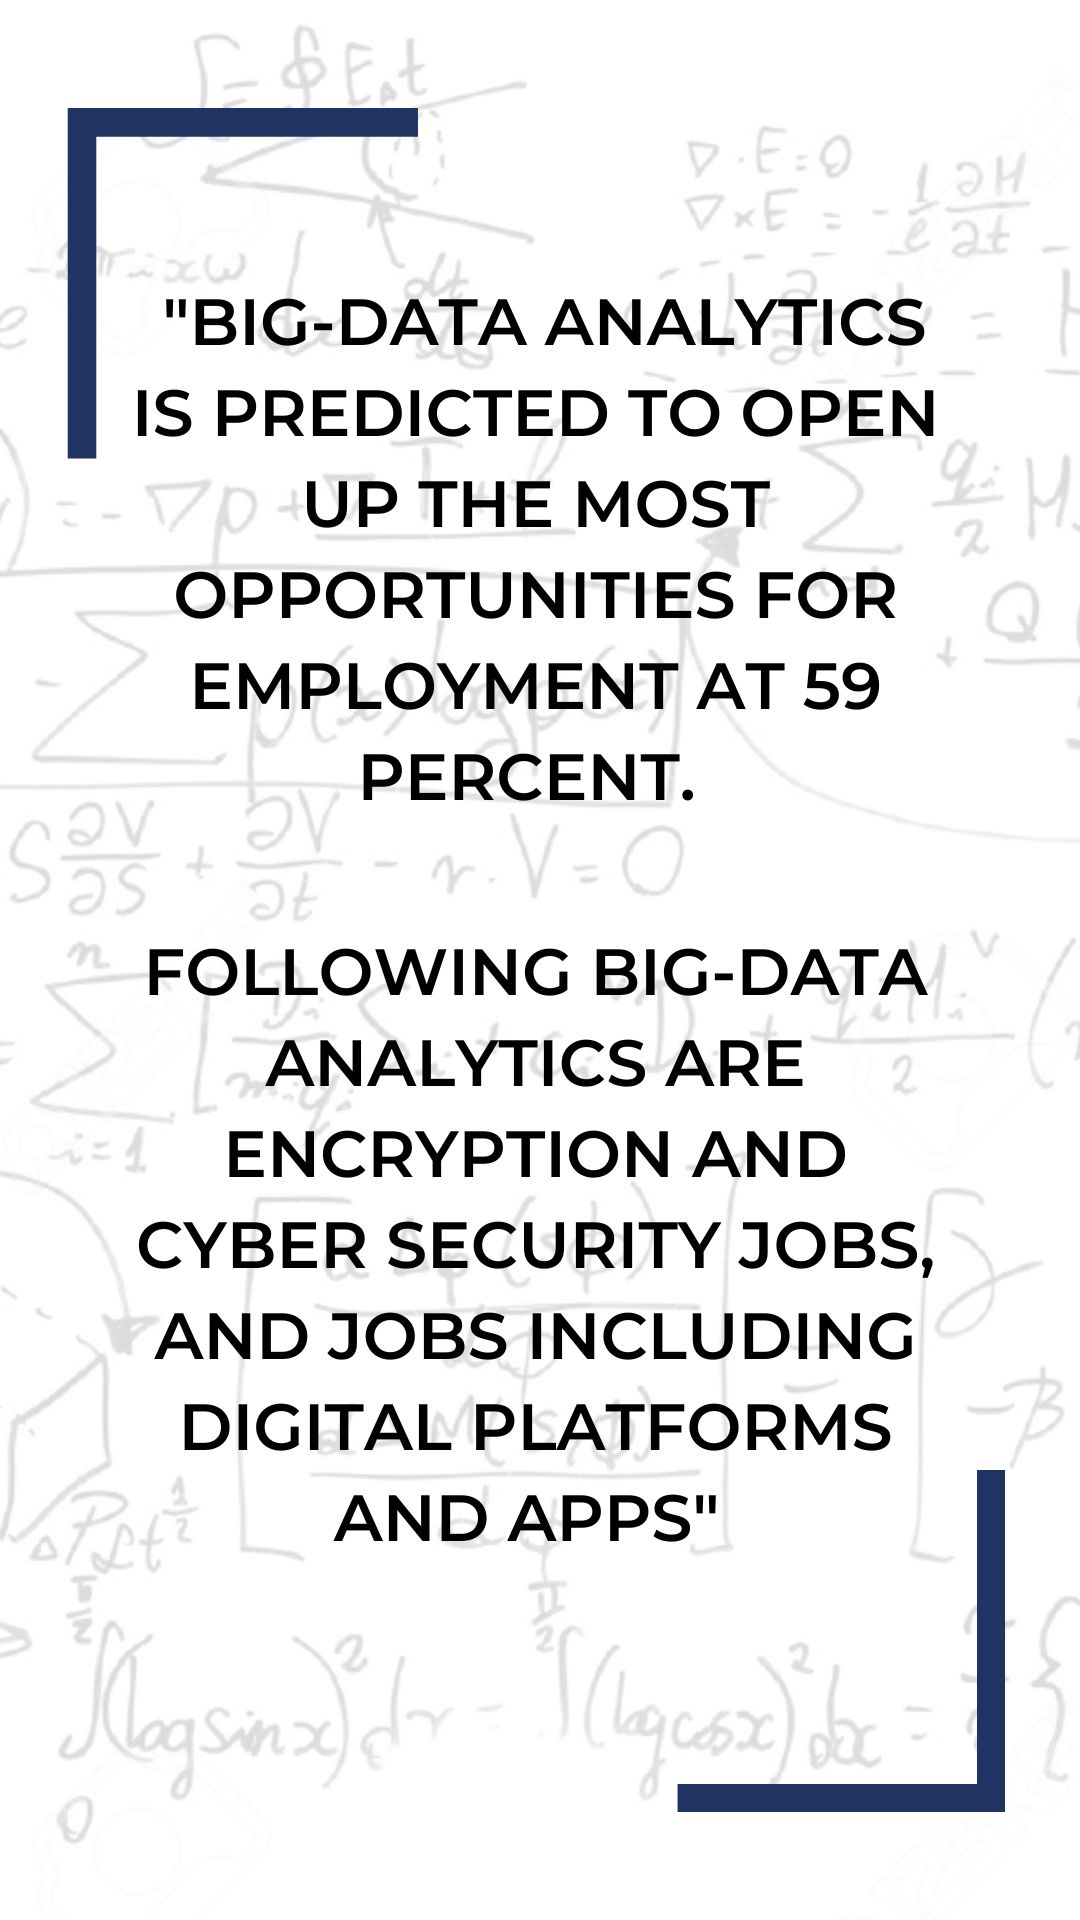 "BIG-DATA ANALYTICS
IS PREDICTED TO OPEN
UP THE MOST
OPPORTUNITIES FOR
EMPLOYMENT AT 59
PERCENT.
FOLLOWING BIG-DATA
ANALYTICS ARE
ENCRYPTION AND
CYBER SECURITY JOBS,
AND JOBS INCLUDING
DIGITAL PLATFORMS
AND APPS"